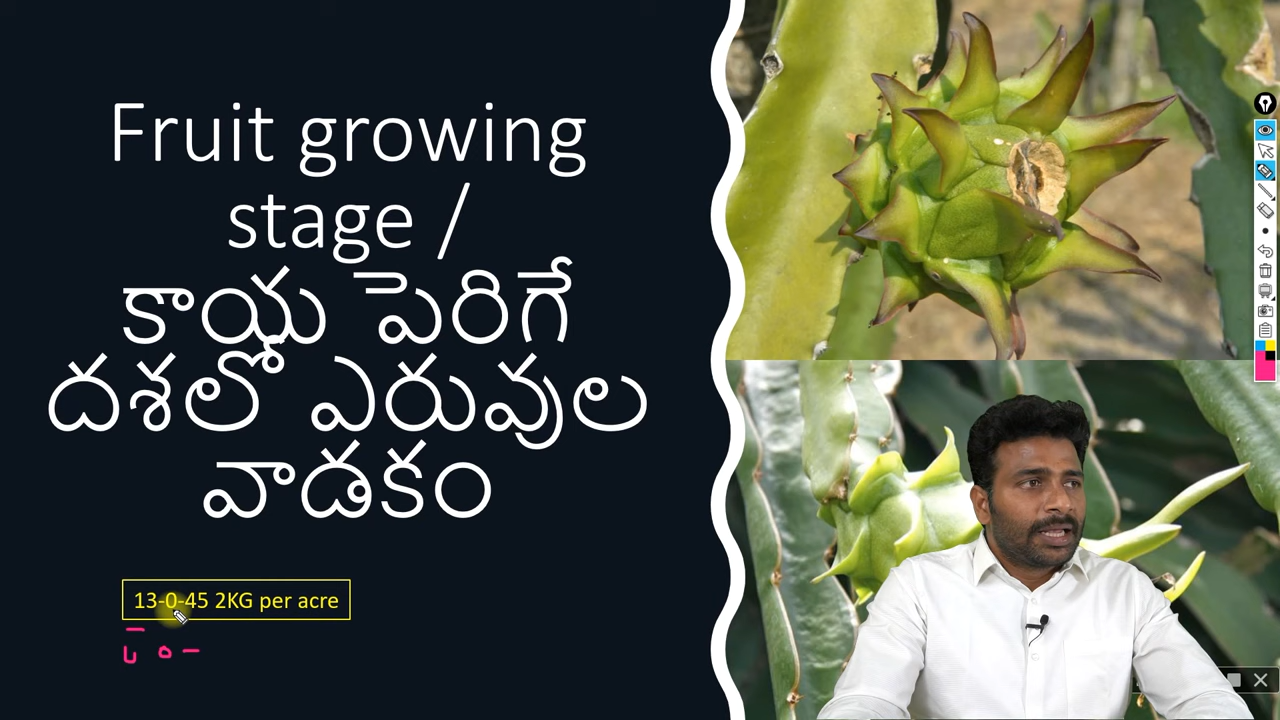 Fruit growing
stage /
కాయ పెరిగే
దశలో ఎరువుల
వాడకం
13-0-45 2KG per acre